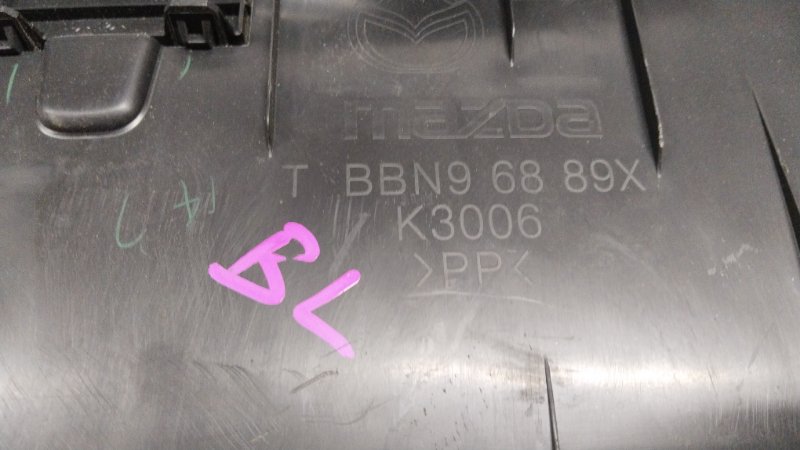 mazda
T BBN9 68 89X
K3006
>PP<
BL